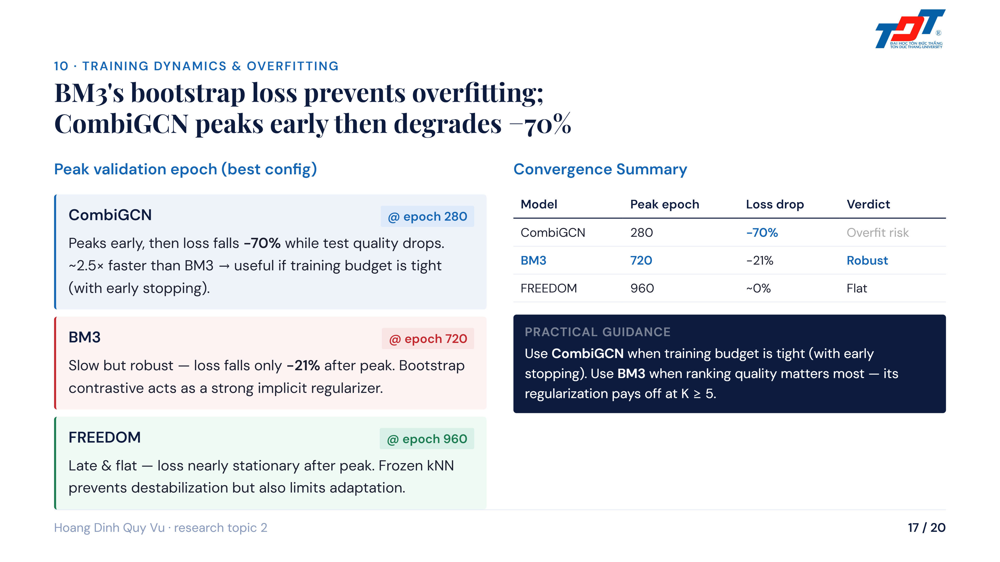 TDT ®
ĐẠI HỌC TÔN ĐỨC THẮNG
TON DUC THANG UNIVERSITY
10 · TRAINING DYNAMICS & OVERFITTING
BM3's bootstrap loss prevents overfitting;
CombiGCN peaks early then degrades −70%
Peak validation epoch (best config)
CombiGCN
@ epoch 280
Peaks early, then loss falls −70% while test quality drops.
~2.5× faster than BM3 → useful if training budget is tight
(with early stopping).
BM3
@ epoch 720
Slow but robust — loss falls only −21% after peak. Bootstrap
contrastive acts as a strong implicit regularizer.
FREEDOM
@ epoch 960
Late & flat — loss nearly stationary after peak. Frozen kNN
prevents destabilization but also limits adaptation.
Convergence Summary
Model Peak epoch Loss drop Verdict
CombiGCN 280 −70% Overfit risk
BM3 720 −21% Robust
FREEDOM 960 ~0% Flat
PRACTICAL GUIDANCE
Use CombiGCN when training budget is tight (with early
stopping). Use BM3 when ranking quality matters most — its
regularization pays off at K ≥ 5.
Hoang Dinh Quy Vu · research topic 2
17 / 20